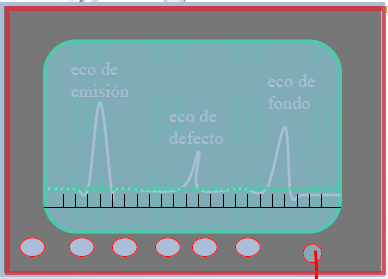 eco de
emisión
eco de
defecto
eco de
fondo